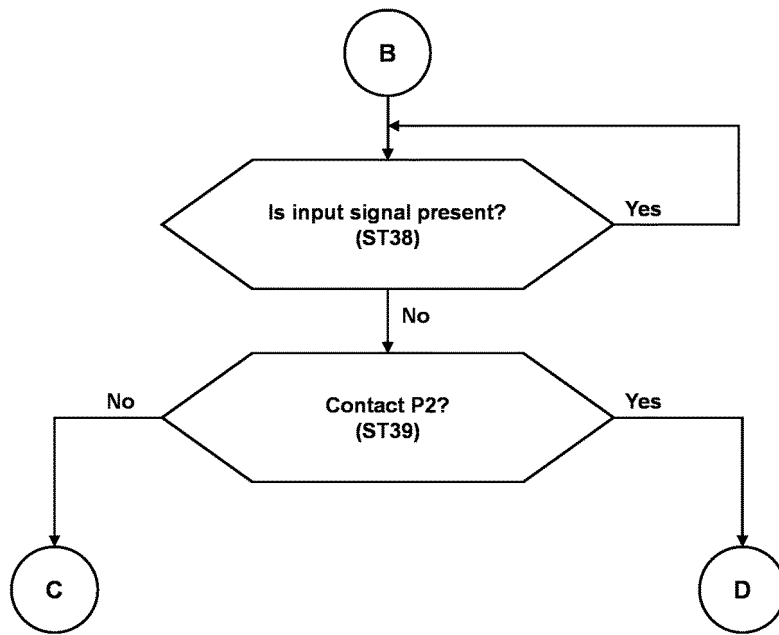 B
Is input signal present?
(ST38)
Yes
No
Contact P2?
(ST39)
No
Yes
C
D